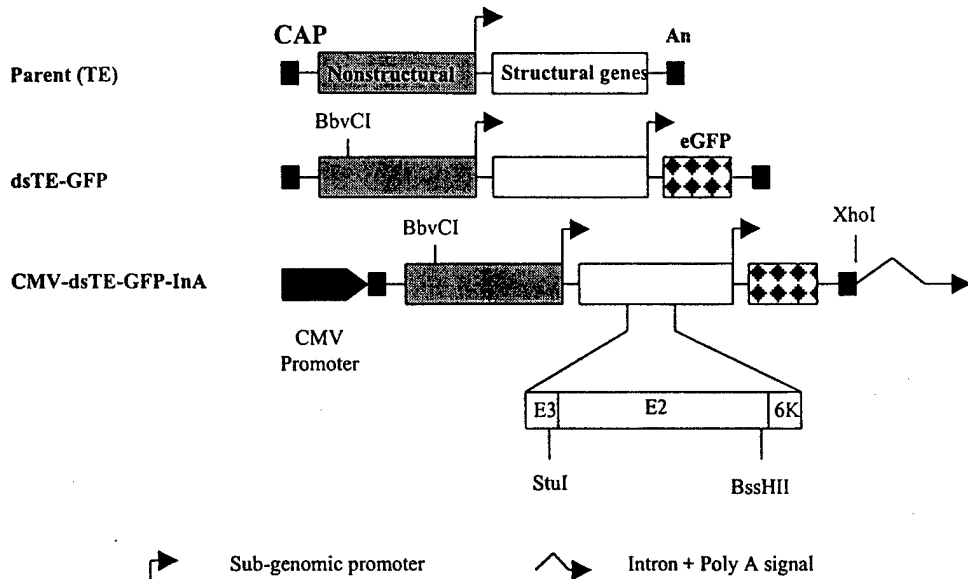 CAP
An
Parent (TE)
Nonstructural
Structural genes
BbvCI
eGFP
dsTE-GFP
XhoI
BbvCI
CMV-dsTE-GFP-InA
CMV
Promoter
E3
E2
6K
StuI
BssHII
Sub-genomic promoter
Intron + Poly A signal